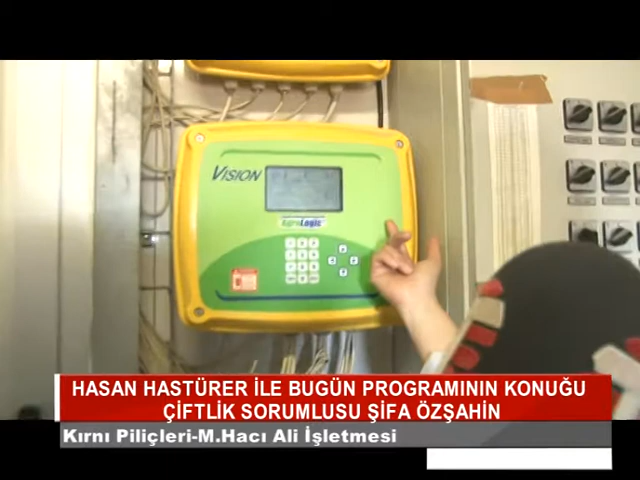 VISION
AgroLogic
HASAN HASTÜRER İLE BUGÜN PROGRAMININ KONUĞU
ÇİFTLİK SORUMLUSU ŞİFA ÖZŞAHİN
Kırnı Piliçleri-M.Hacı Ali İşletmesi